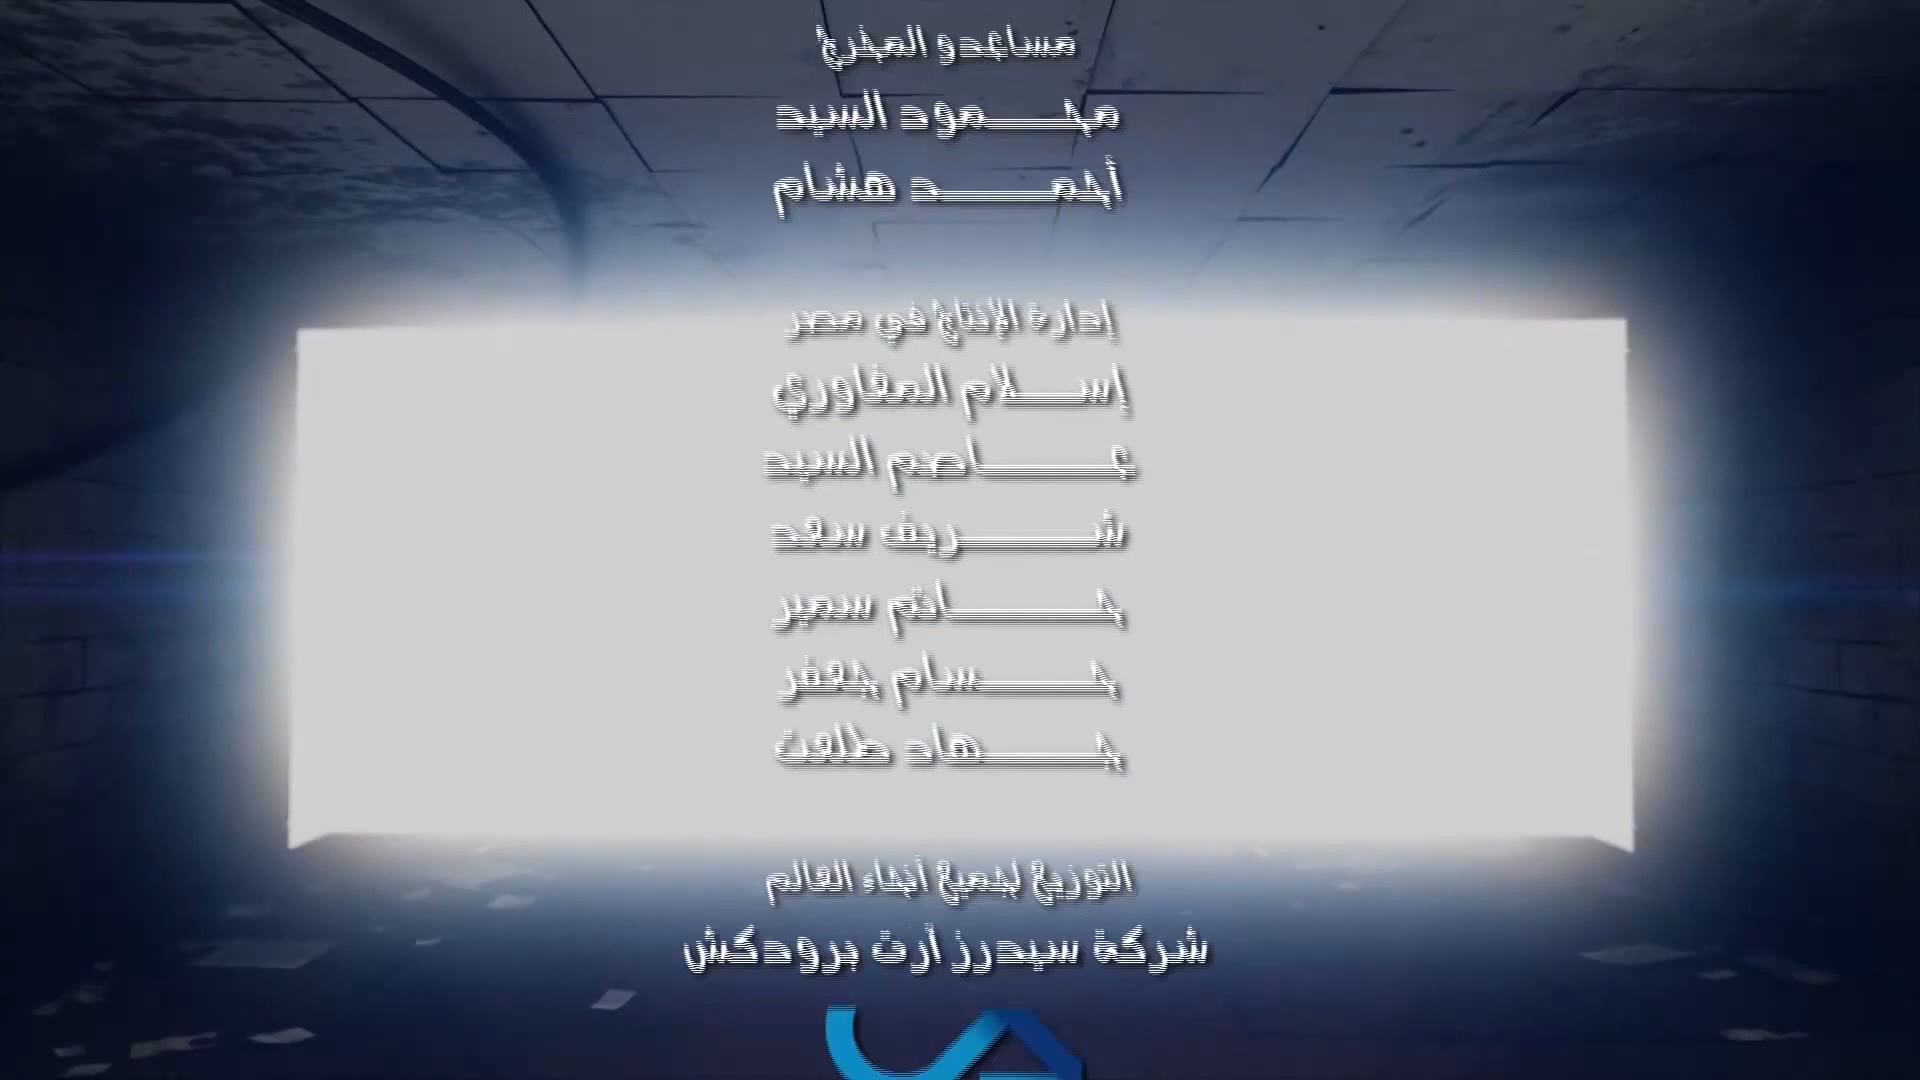 مساعدو المخرج
محمود السيد
أحمد هشام
إدارة الإنتاج في مصر
إسلام المغاوري
عاصم السيد
شريف سعد
حاتم سمير
حسام جعفر
جهاد طلعت
التوزيع لجميع أنحاء العالم
شركة سيدرز آرت برودكش